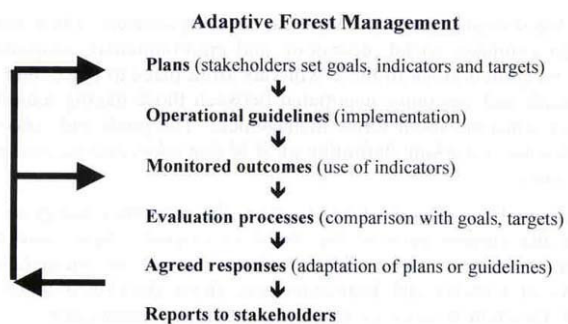 Adaptive Forest Management
Plans (stakeholders set goals, indicators and targets)
Operational guidelines (implementation)
Monitored outcomes (use of indicators)
Evaluation processes (comparison with goals, targets)
Agreed responses (adaptation of plans or guidelines)
Reports to stakeholders